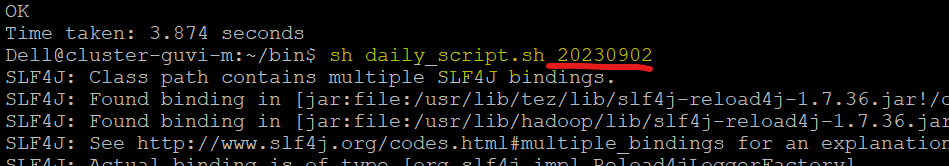 OK
Time taken: 3.874 seconds
Dell@cluster-guvi-m:~/bin$ sh daily_script.sh 20230902
SLF4J: Class path contains multiple SLF4J bindings.
SLF4J: Found binding in [jar:file:/usr/lib/tez/lib/slf4j-reload4j-1.7.36.jar!/o
SLF4J: Found binding in [jar:file:/usr/lib/hadoop/lib/slf4j-reload4j-1.7.36.jar
SLF4J: See http://www.slf4j.org/codes.html#multiple_bindings for an explanation
SLF4J: Actual binding is of type [org.slf4j.impl.Reload4jLoggerFactory]